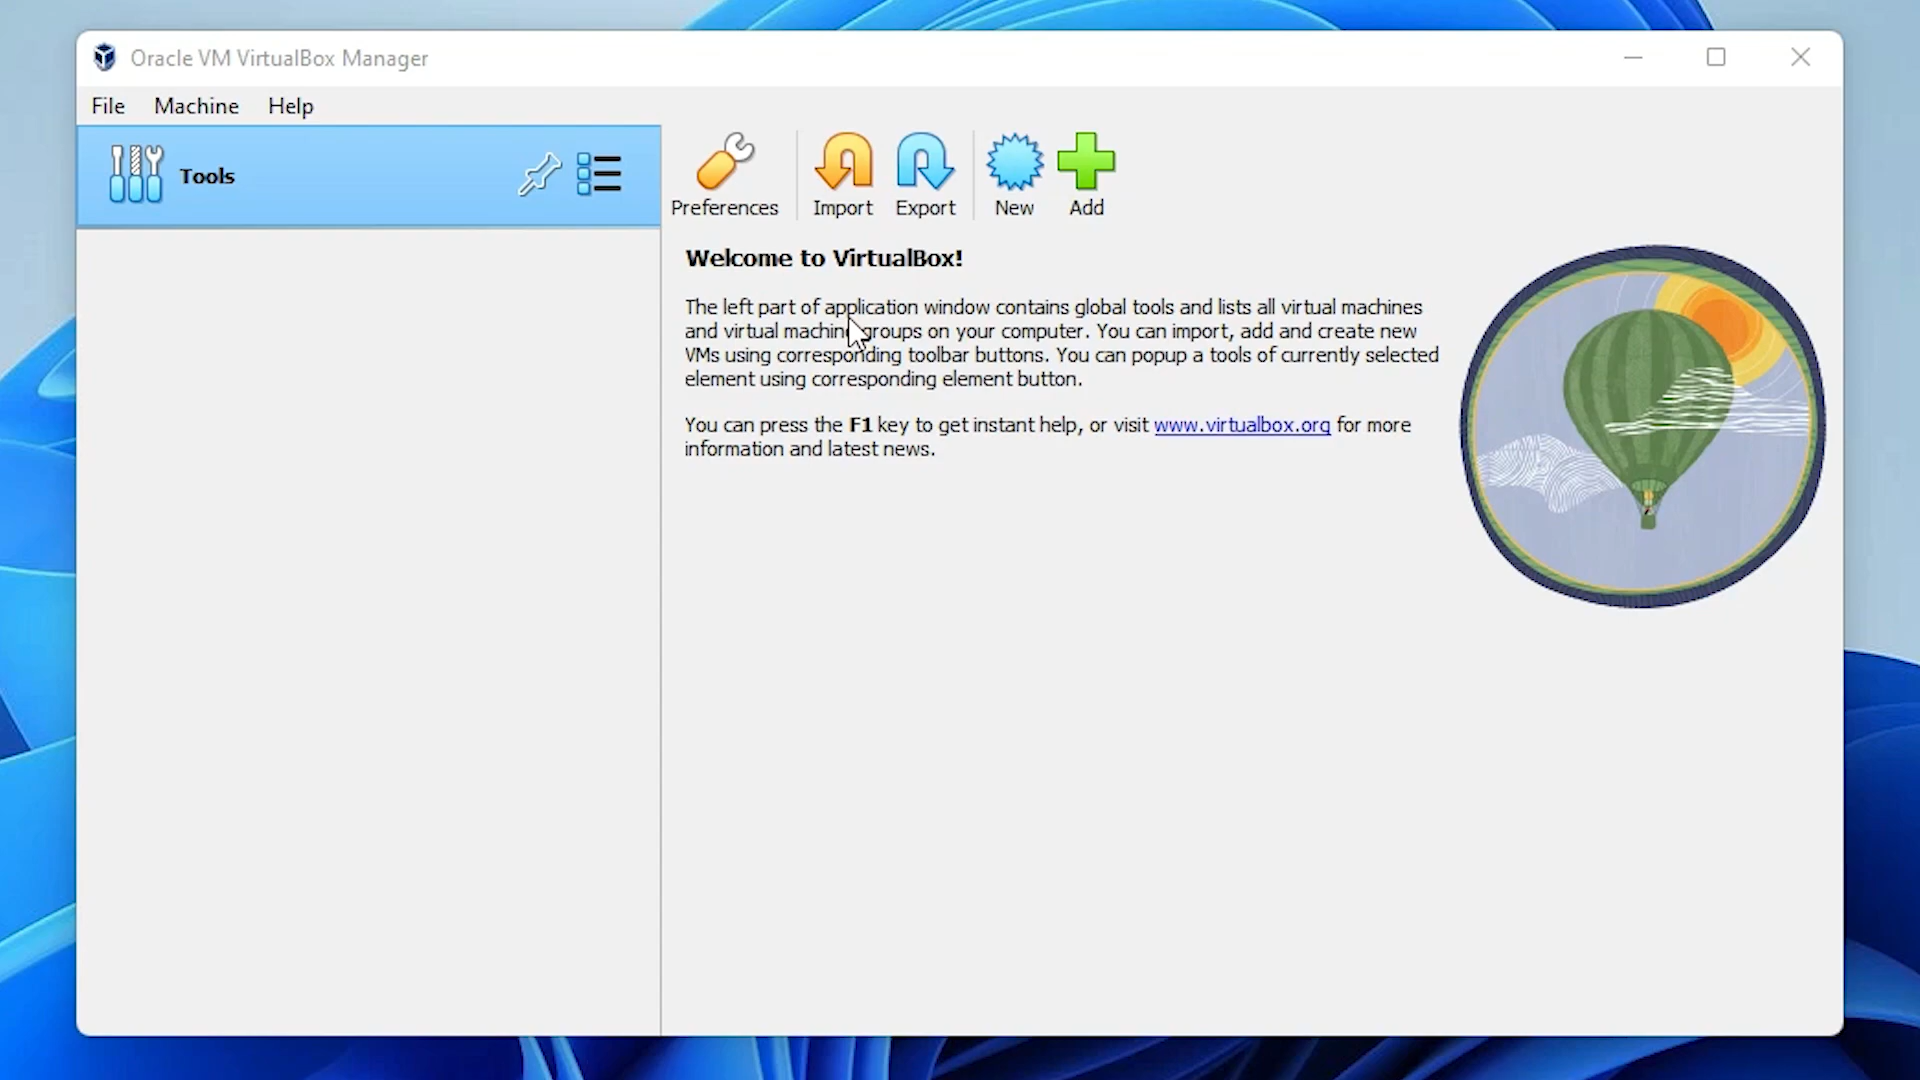 Oracle VM VirtualBox Manager
File Machine Help
Tools
Preferences Import Export New Add
Welcome to VirtualBox!
The left part of application window contains global tools and lists all virtual machines
and virtual machine groups on your computer. You can import, add and create new
VMs using corresponding toolbar buttons. You can popup a tools of currently selected
element using corresponding element button.
You can press the F1 key to get instant help, or visit www.virtualbox.org for more
information and latest news.